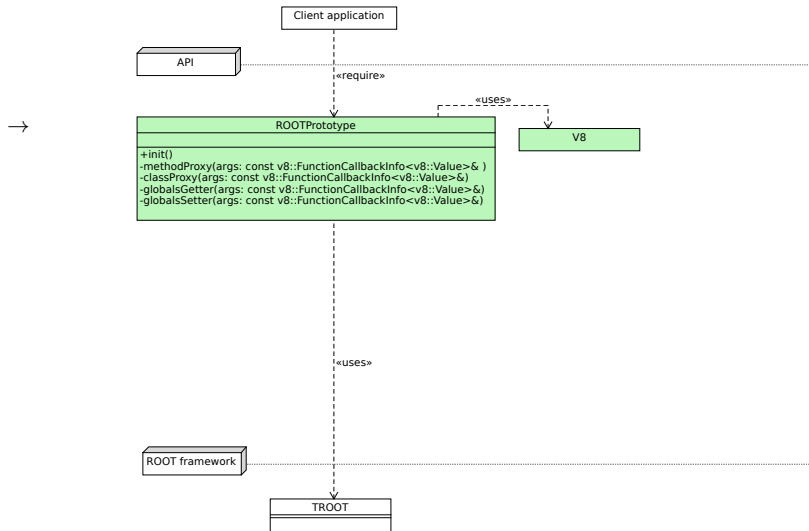 Client application
API
«require»
→
«uses»
ROOTPrototype
V8
+init()
-methodProxy(args: const v8::FunctionCallbackInfo<v8::Value>& )
-classProxy(args: const v8::FunctionCallbackInfo<v8::Value>&)
-globalsGetter(args: const v8::FunctionCallbackInfo<v8::Value>&)
-globalsSetter(args: const v8::FunctionCallbackInfo<v8::Value>&)
«uses»
ROOT framework
TROOT